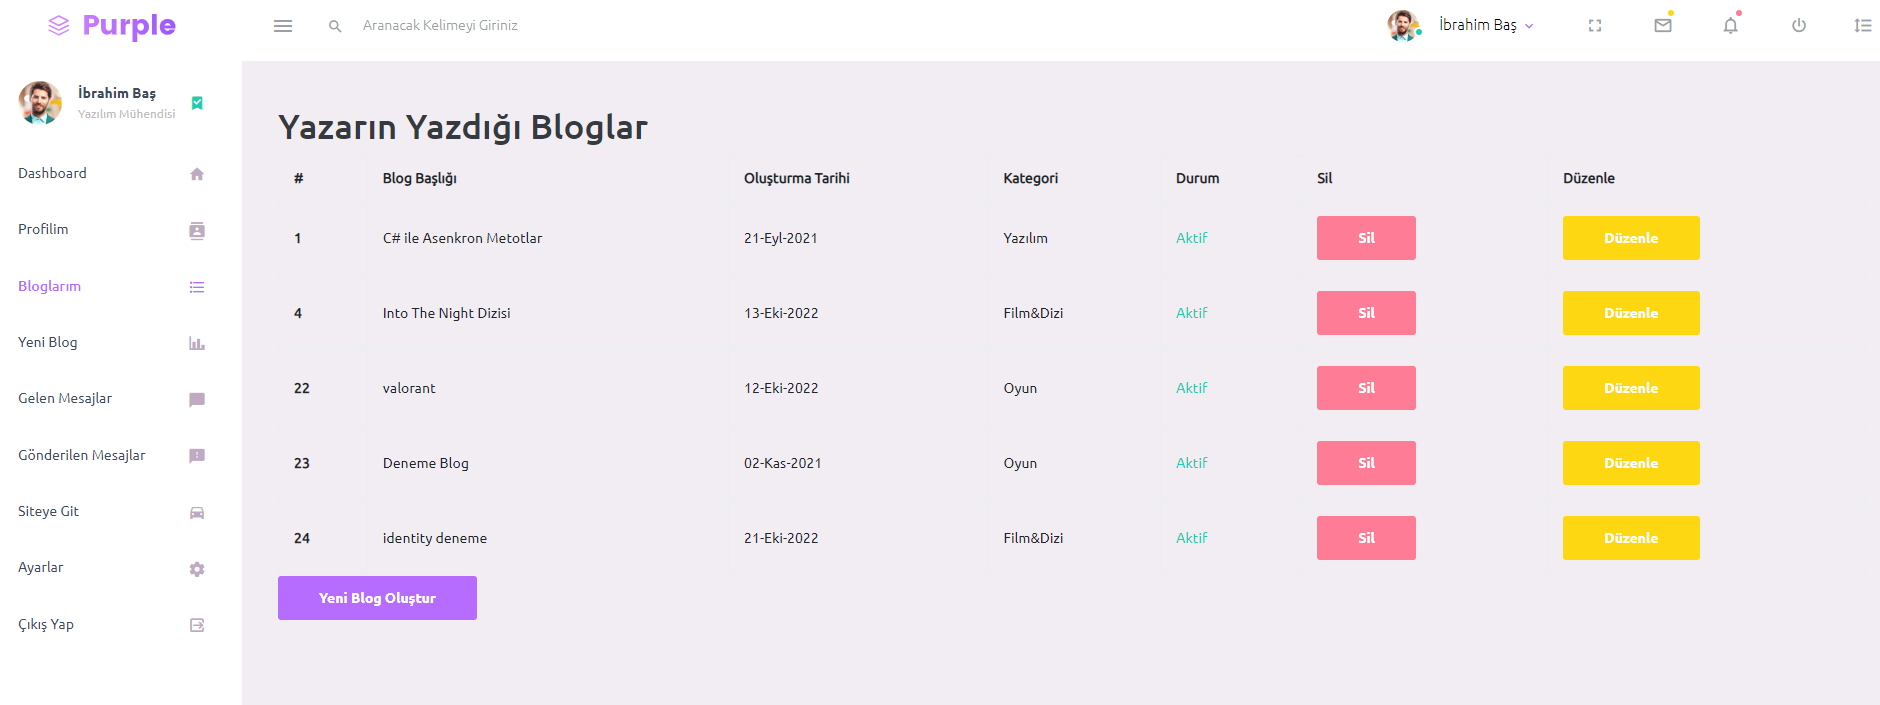 Purple
Aranacak Kelimeyi Giriniz
İbrahim Baş
İbrahim Baş
Yazılım Mühendisi
Dashboard
Profilim
Bloglarım
Yeni Blog
Gelen Mesajlar
Gönderilen Mesajlar
Siteye Git
Ayarlar
Çıkış Yap
Yazarın Yazdığı Bloglar
# Blog Başlığı Oluşturma Tarihi Kategori Durum Sil Düzenle
1 C# ile Asenkron Metotlar 21-Eyl-2021 Yazılım Aktif Sil Düzenle
4 Into The Night Dizisi 13-Eki-2022 Film&Dizi Aktif Sil Düzenle
22 valorant 12-Eki-2022 Oyun Aktif Sil Düzenle
23 Deneme Blog 02-Kas-2021 Oyun Aktif Sil Düzenle
24 identity deneme 21-Eki-2022 Film&Dizi Aktif Sil Düzenle
Yeni Blog Oluştur